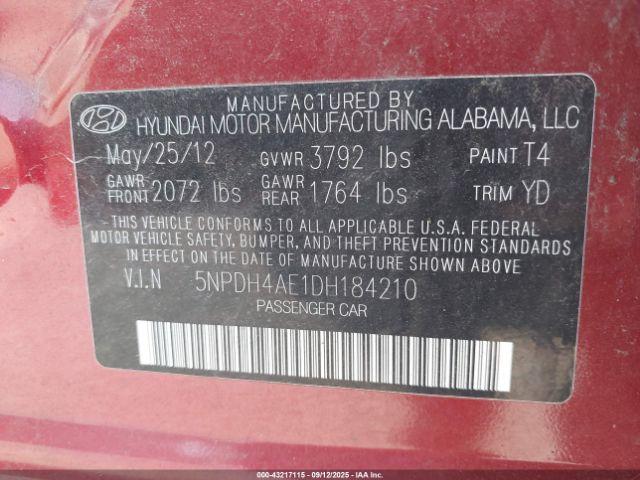 MANUFACTURED BY
HYUNDAI MOTOR MANUFACTURING ALABAMA, LLC
May/25/12 GVWR 3792 lbs PAINT T4
GAWR FRONT 2072 lbs GAWR REAR 1764 lbs TRIM YD
THIS VEHICLE CONFORMS TO ALL APPLICABLE U.S.A. FEDERAL
MOTOR VEHICLE SAFETY, BUMPER, AND THEFT PREVENTION STANDARDS
IN EFFECT ON THE DATE OF MANUFACTURE SHOWN ABOVE.
V.I.N 5NPDH4AE1DH184210
PASSENGER CAR
000-43217115 - 09/12/2025 - IAA Inc.